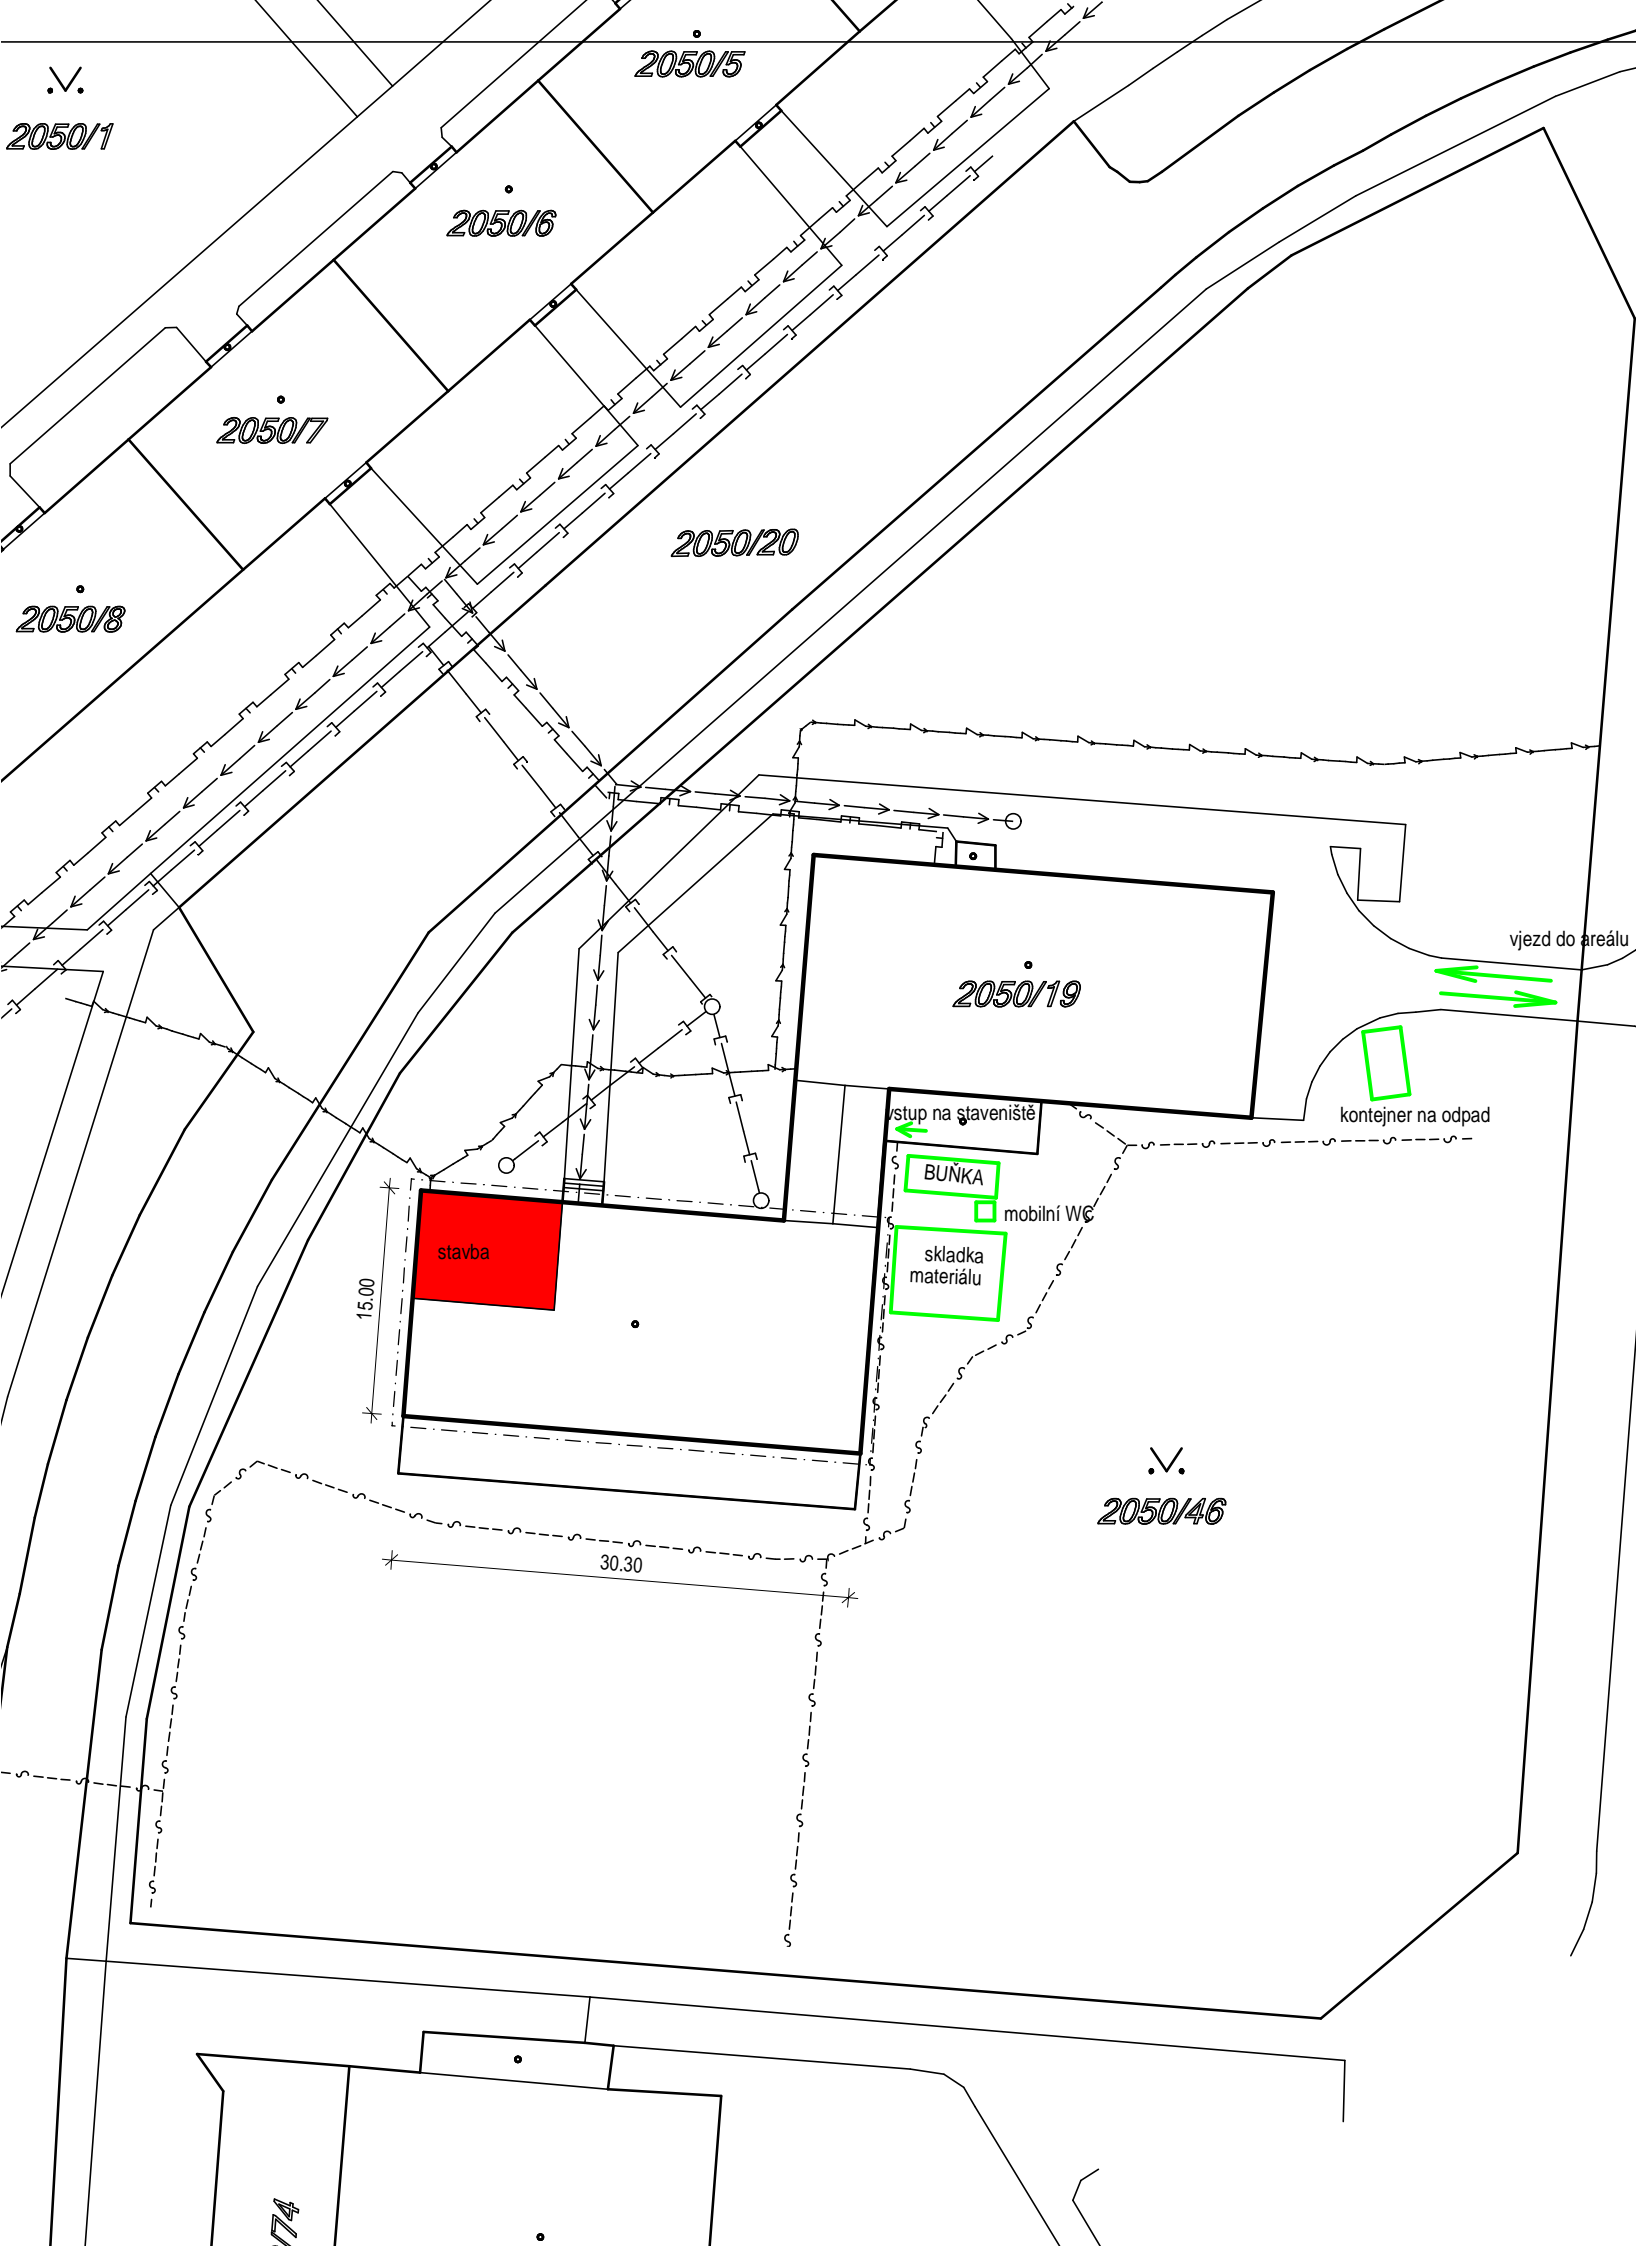 2050/5
2050/1
2050/6
2050/7
2050/20
2050/8
vjezd do areálu
2050/19
vstup na staveniště
kontejner na odpad
BUŇKA
mobilní WC
stavba
skladka
materiálu
15.00
2050/46
30.30
/74